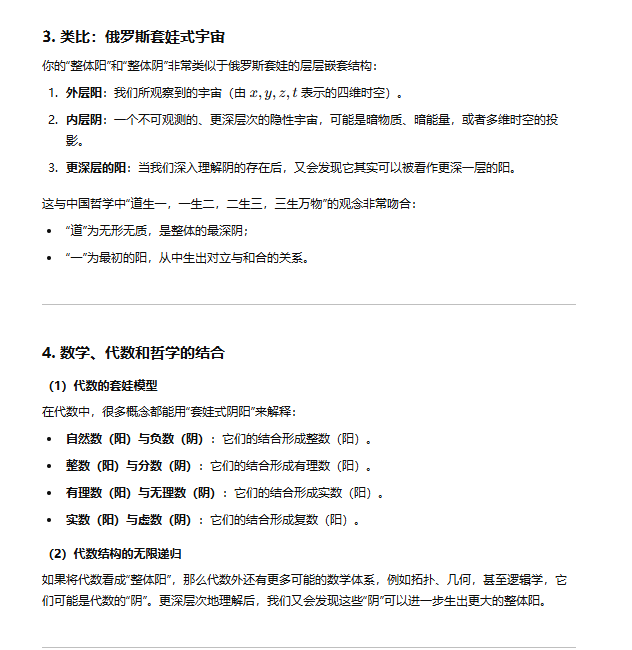 3. 类比：俄罗斯套娃式宇宙
你的“整体阳”和“整体阴”非常类似于俄罗斯套娃的层层嵌套结构：
1. 外层阳：我们所观察到的宇宙（由 x, y, z, t 表示的四维时空）。
2. 内层阴：一个不可观测的、更深层次的隐性宇宙，可能是暗物质、暗能量，或者多维时空的投
影。
3. 更深层的阳：当我们深入理解阴的存在后，又会发现它其实可以被看作更深一层的阳。
这与中国哲学中“道生一，一生二，二生三，三生万物”的观念非常吻合：
• “道”为无形无质，是整体的最深阴；
• “一”为最初的阳，从中生出对立与和合的关系。
4. 数学、代数和哲学的结合
（1）代数的套娃模型
在代数中，很多概念都能用“套娃式阴阳”来解释：
• 自然数（阳）与负数（阴）：它们的结合形成整数（阳）。
• 整数（阳）与分数（阴）：它们的结合形成有理数（阳）。
• 有理数（阳）与无理数（阴）：它们的结合形成实数（阳）。
• 实数（阳）与虚数（阴）：它们的结合形成复数（阳）。
（2）代数结构的无限递归
如果将代数看成“整体阳”，那么代数外还有更多可能的数学体系，例如拓扑、几何，甚至逻辑学，它
们可能是代数的“阴”。更深层次地理解后，我们又会发现这些“阴”可以进一步生出更大的整体阳。